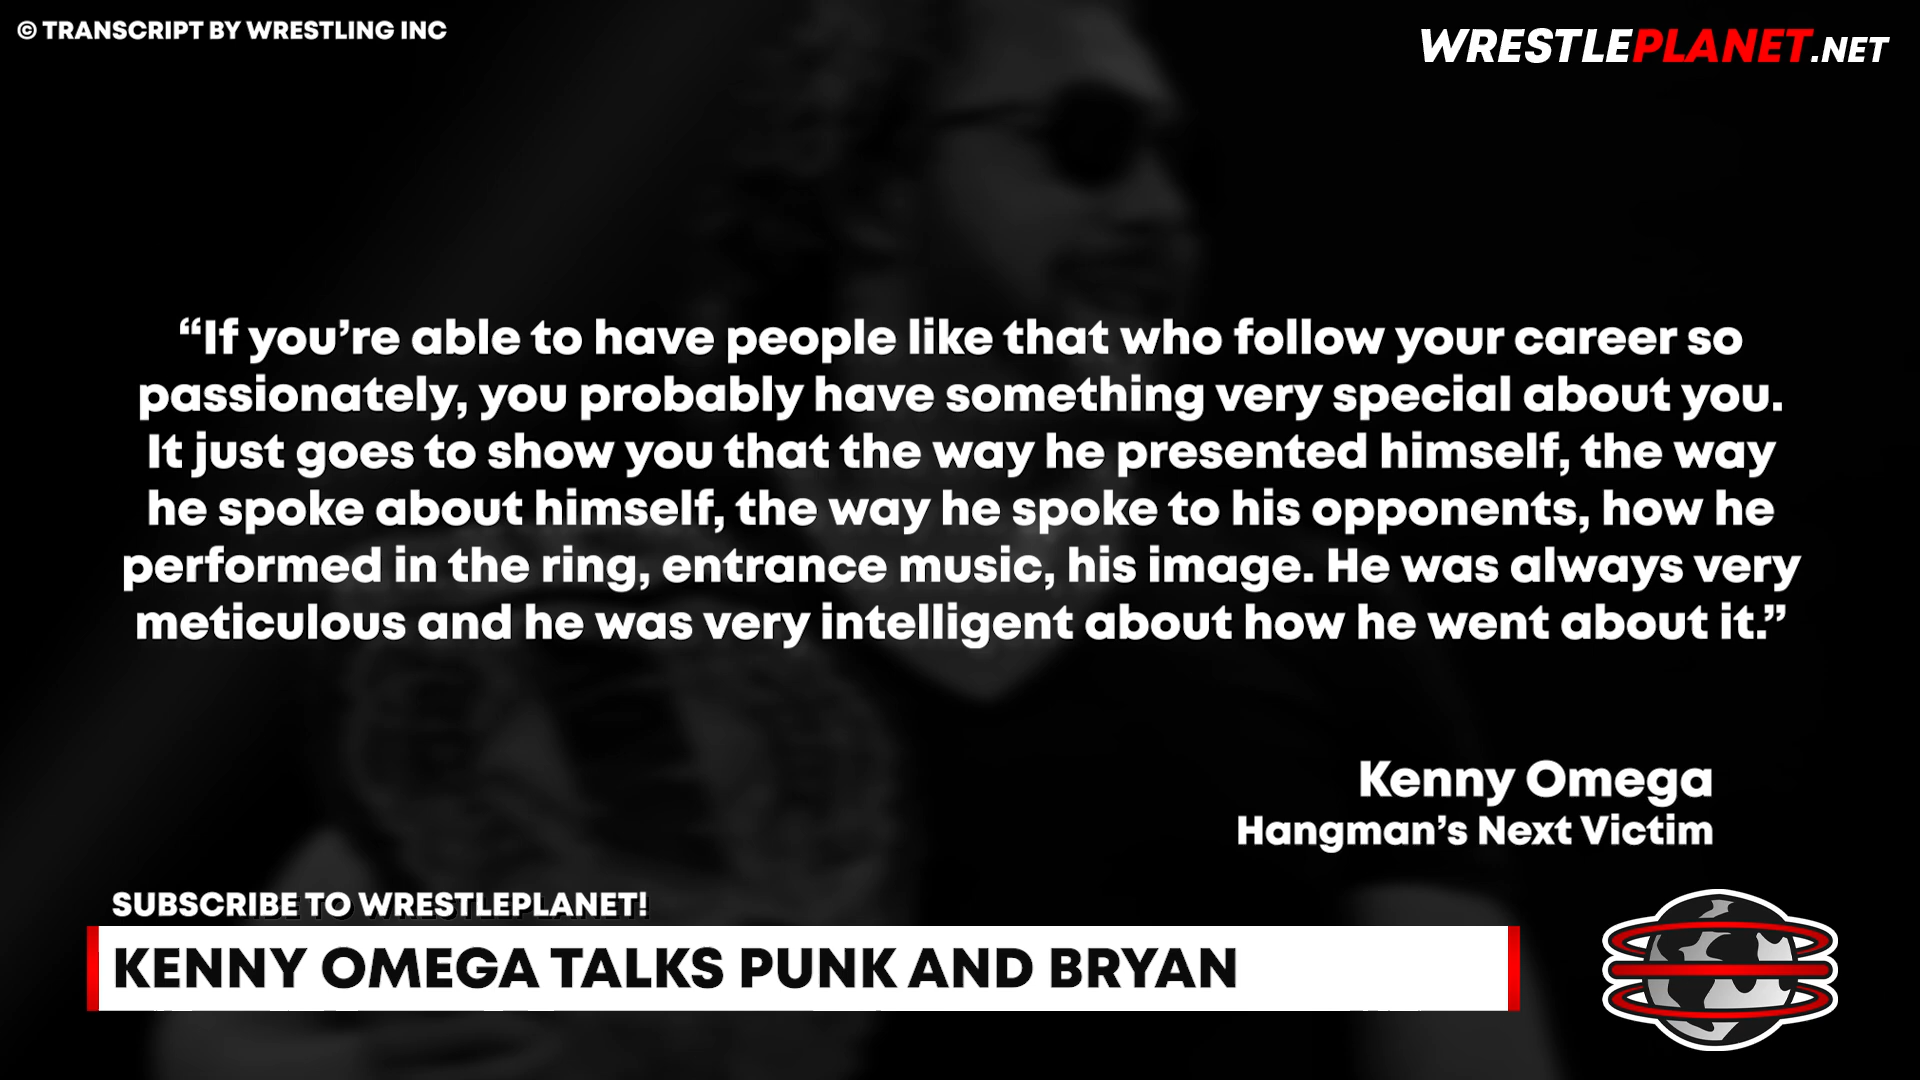 © TRANSCRIPT BY WRESTLING INC
WRESTLEPLANET.NET
“If you’re able to have people like that who follow your career so
passionately, you probably have something very special about you.
It just goes to show you that the way he presented himself, the way
he spoke about himself, the way he spoke to his opponents, how he
performed in the ring, entrance music, his image. He was always very
meticulous and he was very intelligent about how he went about it.”
Kenny Omega
Hangman’s Next Victim
SUBSCRIBE TO WRESTLEPLANET!
KENNY OMEGA TALKS PUNK AND BRYAN